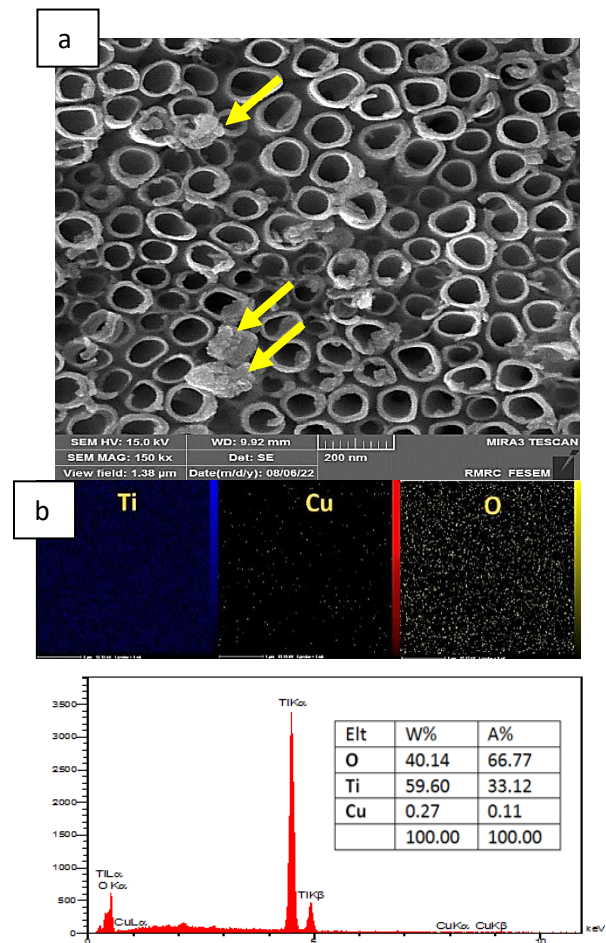 a
SEM HV: 15.0 kV WD: 9.92 mm MIRA3 TESCAN
SEM MAG: 150 kx Det: SE 200 nm
View field: 1.38 µm Date(m/d/y): 08/06/22 RMRC FESEM
b
Ti Cu O
3500
3000
2500
2000
1500
1000
500
0
TiKα
TiLα
O Kα
CuLα
TiKβ
CuKα CuKβ
0 5 10 keV
Elt W% A%
O 40.14 66.77
Ti 59.60 33.12
Cu 0.27 0.11
100.00 100.00